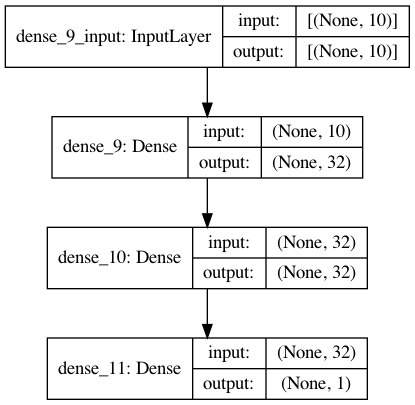 dense_9_input: InputLayer
input:
[(None, 10)]
output:
[(None, 10)]
dense_9: Dense
input:
(None, 10)
output:
(None, 32)
dense_10: Dense
input:
(None, 32)
output:
(None, 32)
dense_11: Dense
input:
(None, 32)
output:
(None, 1)